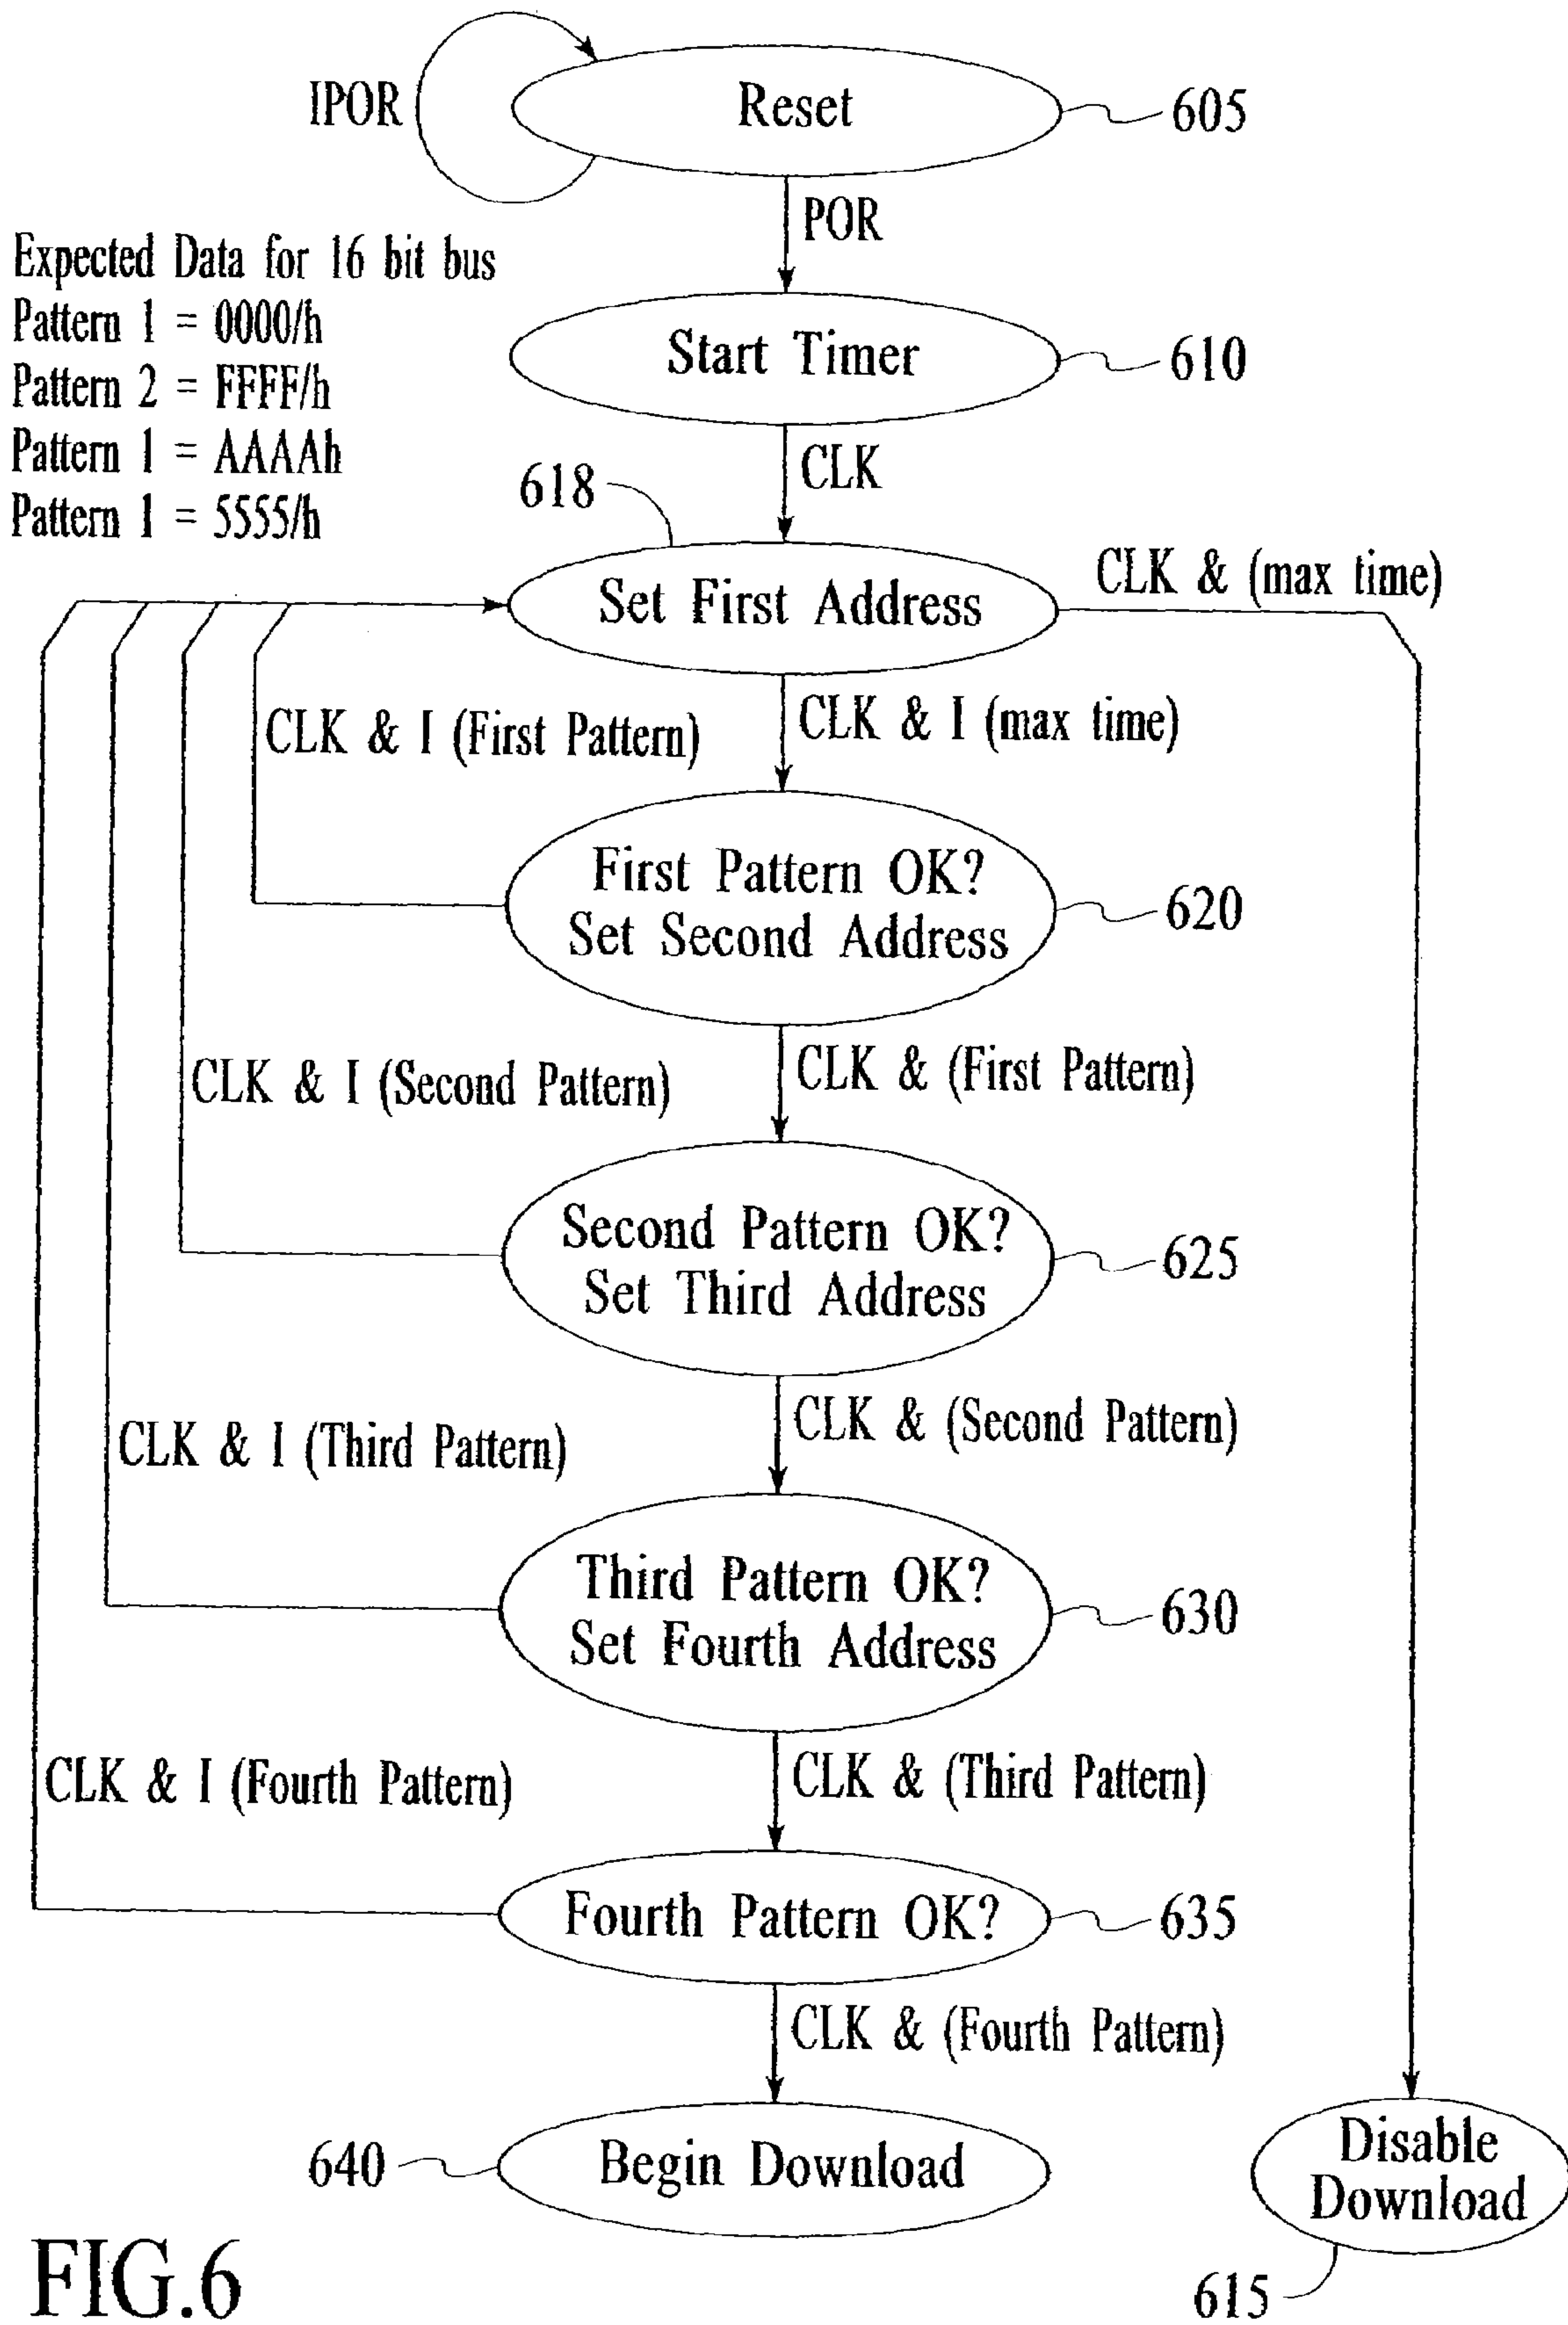 IPOR
Reset
605
POR
Expected Data for 16 bit bus
Pattern 1 = 0000/h
Pattern 2 = FFFF/h
Pattern 1 = AAAAh
Pattern 1 = 5555/h
Start Timer
610
CLK
618
Set First Address
CLK & (max time)
CLK & I (First Pattern)
CLK & I (max time)
First Pattern OK?
Set Second Address
620
CLK & I (Second Pattern)
CLK & (First Pattern)
Second Pattern OK?
Set Third Address
625
CLK & I (Third Pattern)
CLK & (Second Pattern)
Third Pattern OK?
Set Fourth Address
630
CLK & I (Fourth Pattern)
CLK & (Third Pattern)
Fourth Pattern OK?
635
CLK & (Fourth Pattern)
640
Begin Download
Disable
Download
615
FIG.6